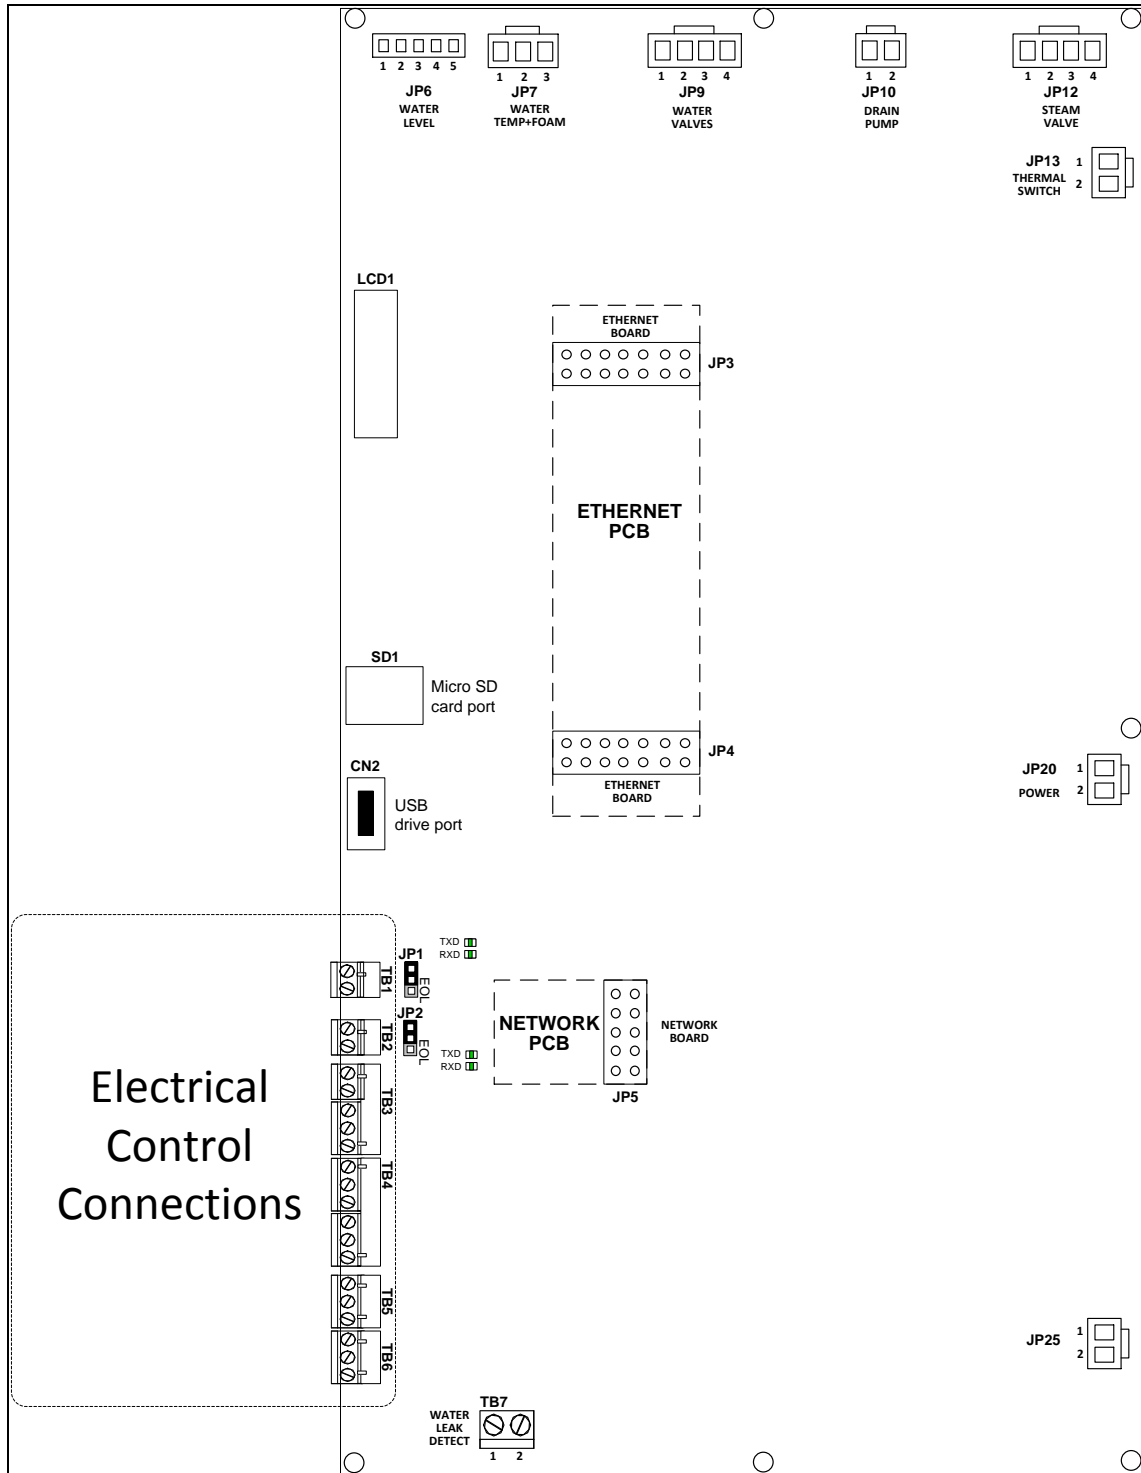 1 2 3 4 5
JP6
WATER
LEVEL
1 2 3
JP7
WATER
TEMP+FOAM
1 2 3 4
JP9
WATER
VALVES
1 2
JP10
DRAIN
PUMP
1 2 3 4
JP12
STEAM
VALVE
JP13
THERMAL
SWITCH
1
2
LCD1
ETHERNET
BOARD
JP3
ETHERNET
PCB
SD1
Micro SD
card port
JP4
ETHERNET
BOARD
CN2
USB
drive port
JP20
POWER
1
2
TXD
RXD
JP1
EOL
TB1
JP2
EOL
TB2
TXD
RXD
NETWORK
PCB
NETWORK
BOARD
JP5
Electrical
Control
Connections
TB3
TB4
TB5
TB6
JP25
1
2
TB7
WATER
LEAK
DETECT
1 2